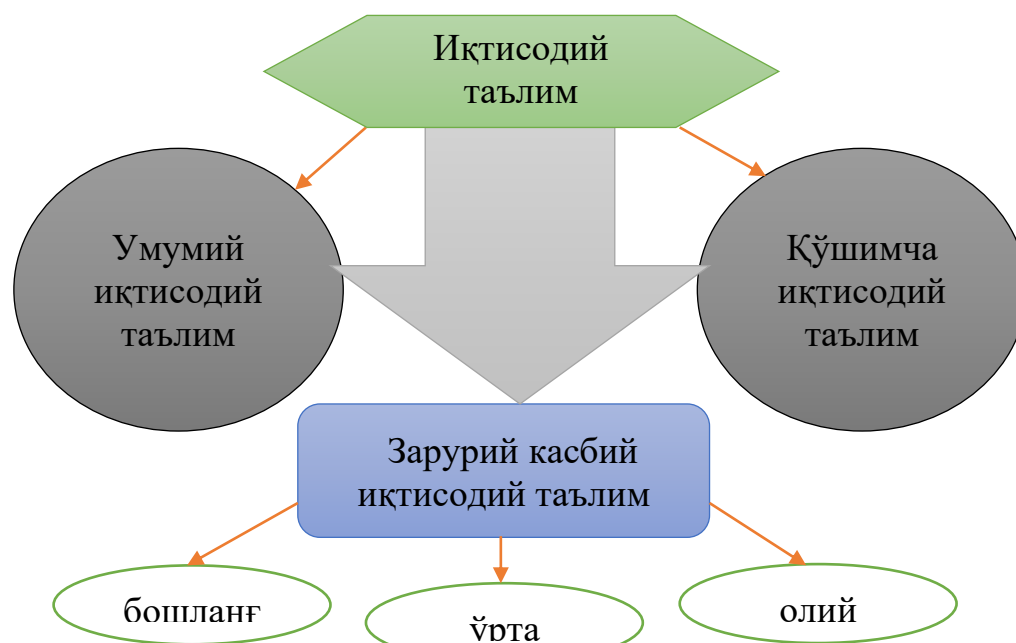 Иқтисодий
таълим
Умумий
иқтисодий
таълим
Қўшимча
иқтисодий
таълим
Зарурий касбий
иқтисодий таълим
бошланғ
ўрта
олий